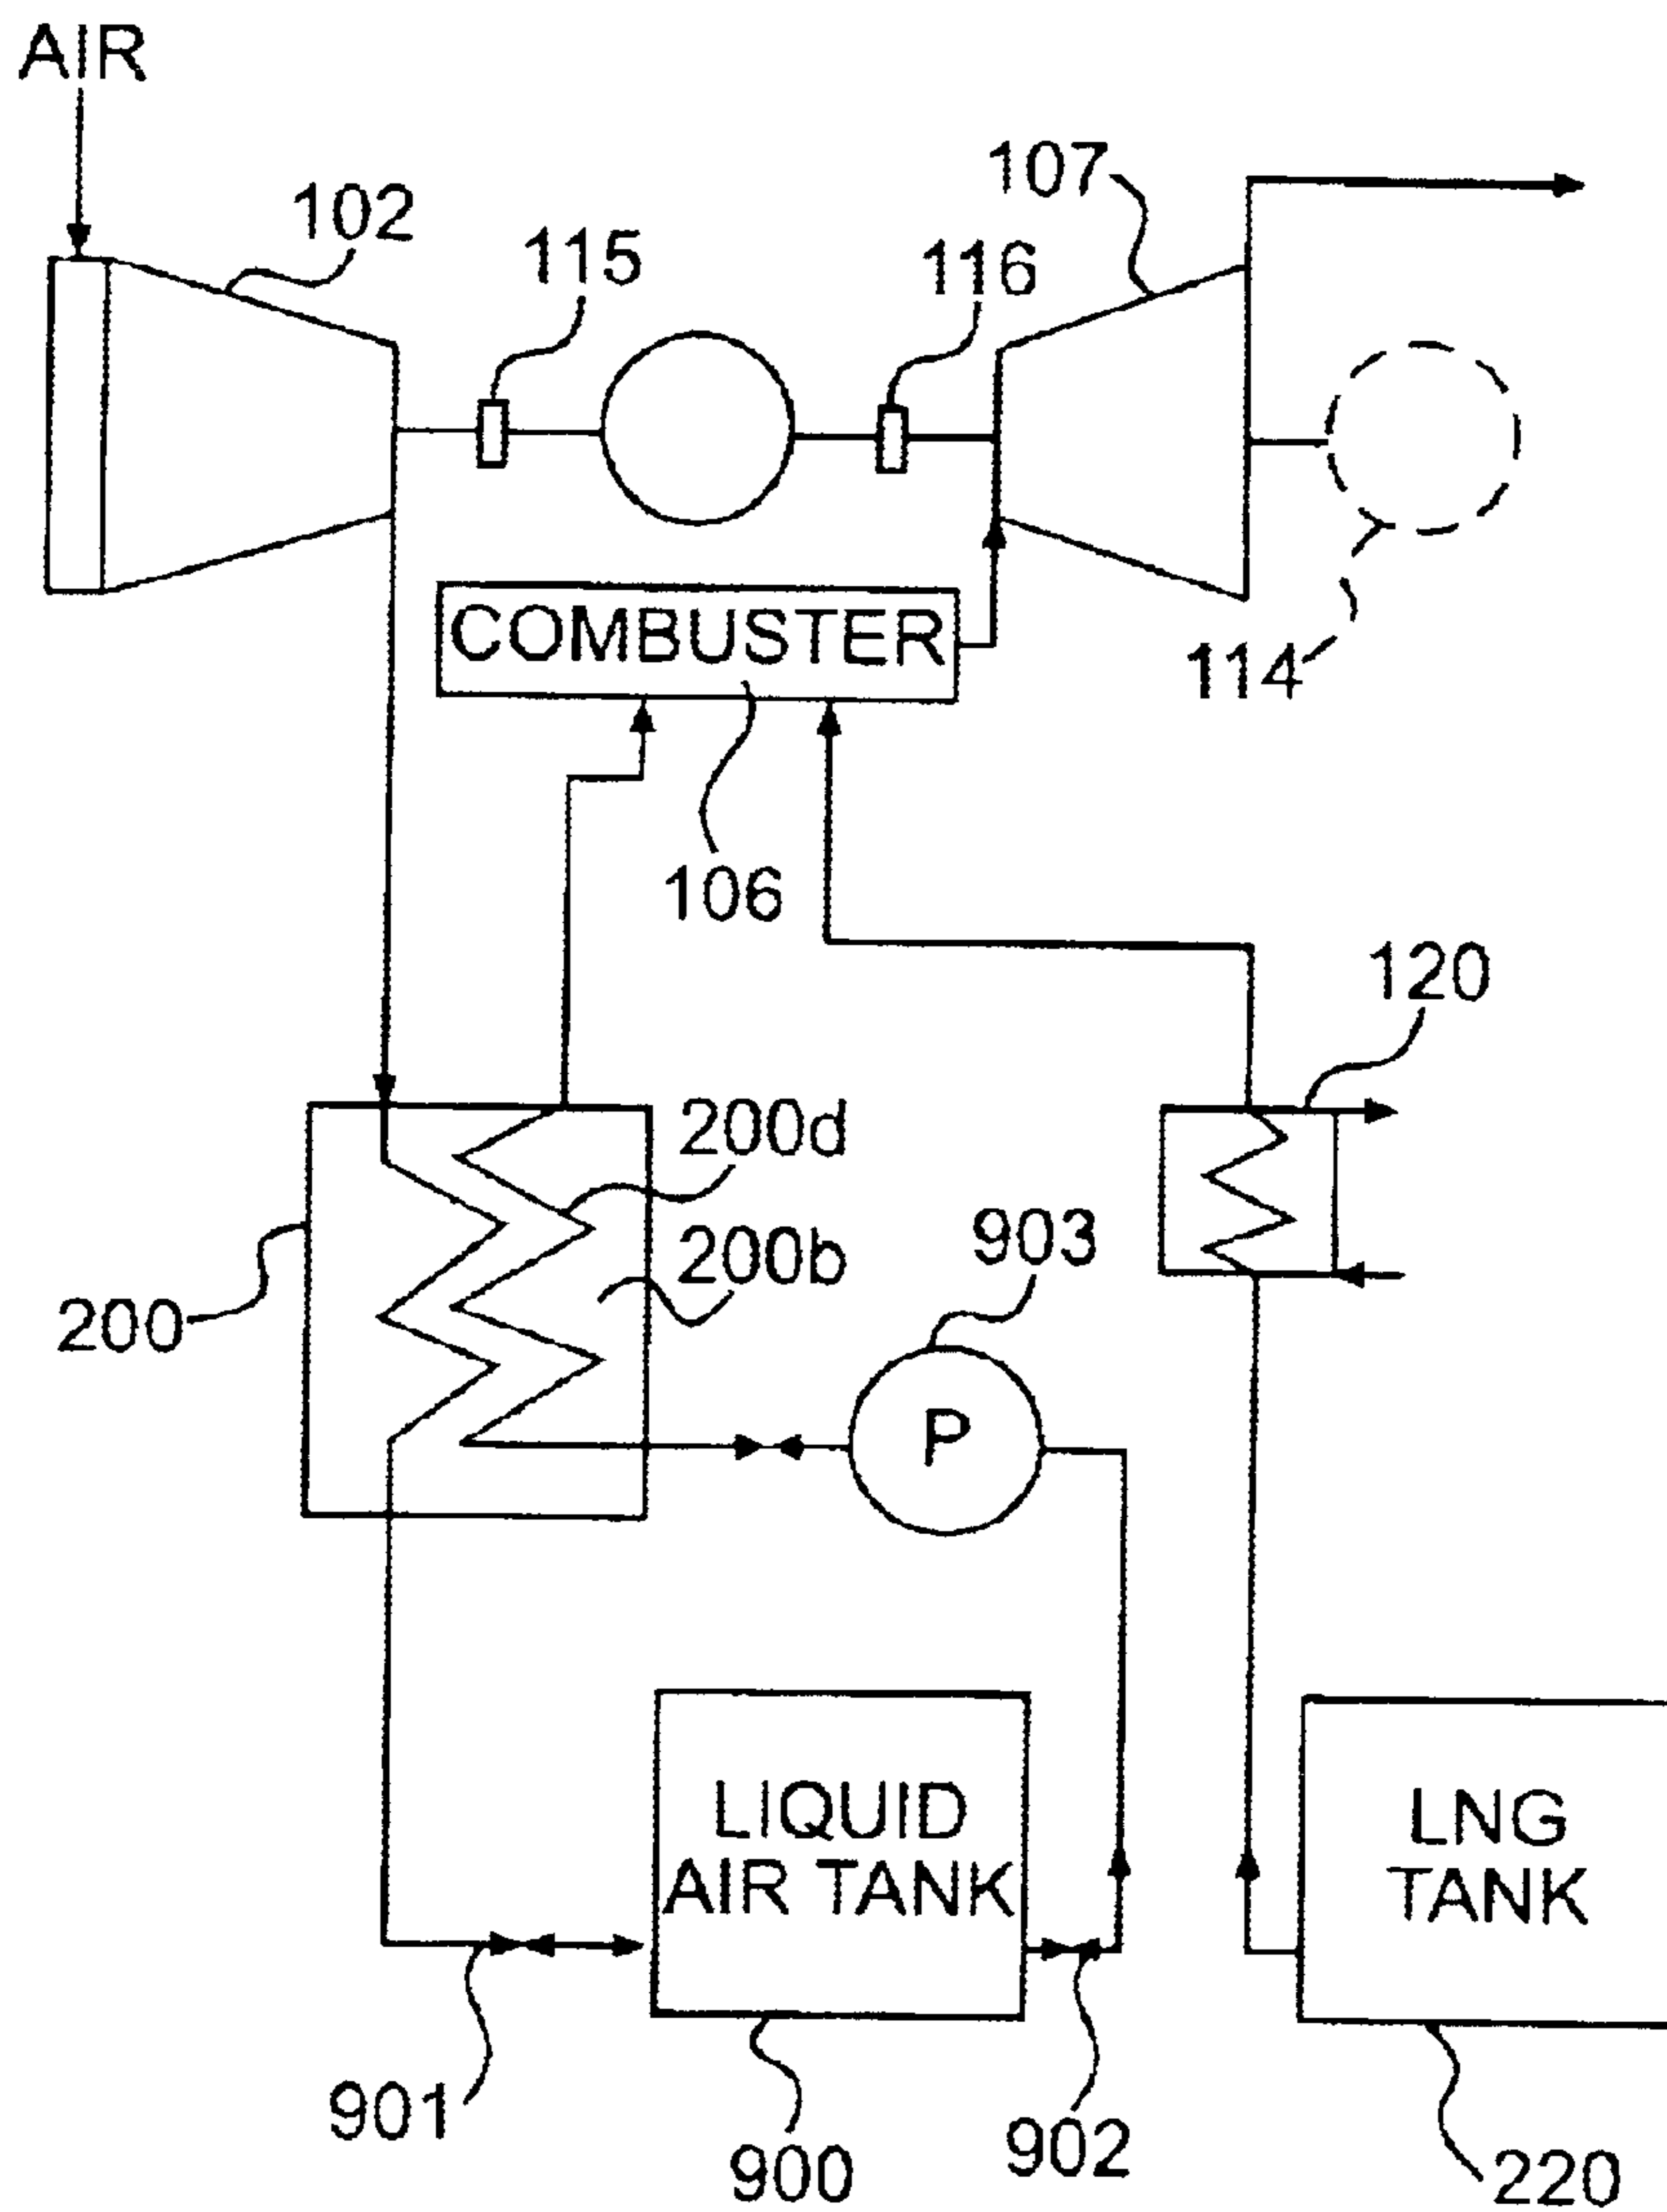 AIR
102
107
115
116
COMBUSTER
114
106
120
200d
200b
903
200
P
LIQUID
AIR TANK
LNG
TANK
901
900
902
220